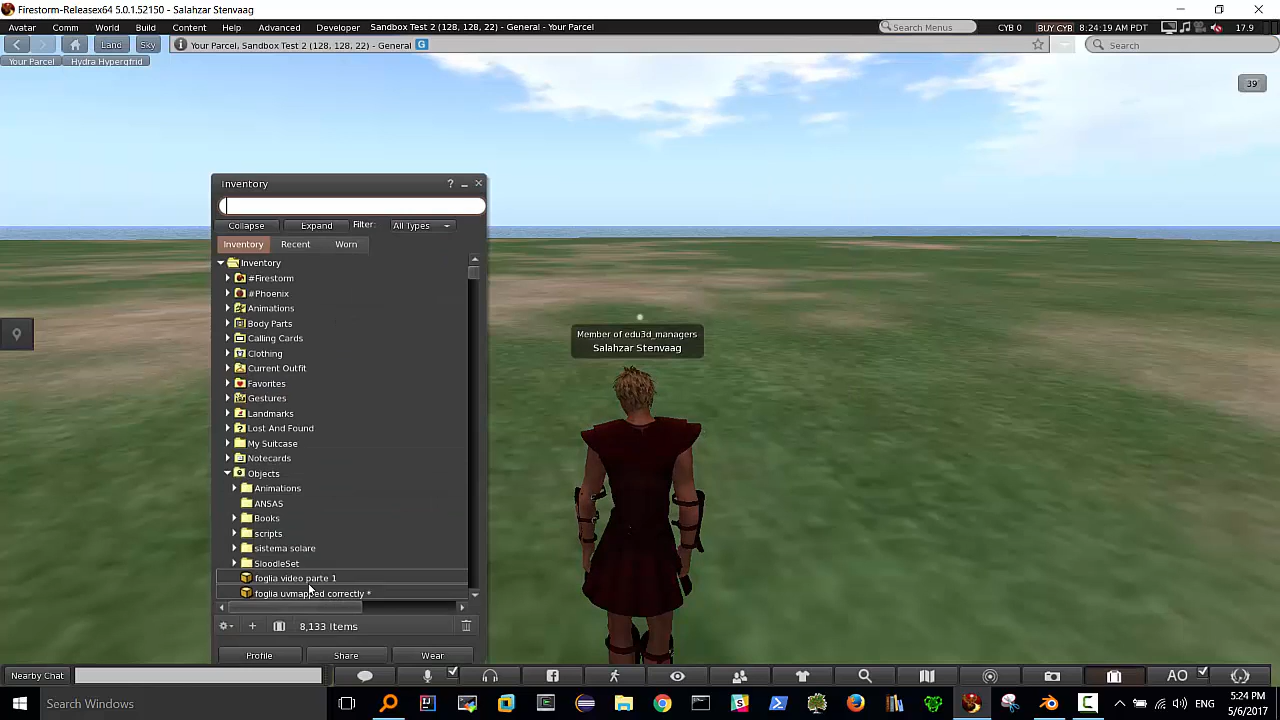 Firestorm-Releasex64 5.0.1.52150 - Salahzar Stenvaag
Avatar Comm World Build Content Help Developer Sandbox Test 2 (128, 128, 22) - General - Your Parcel Search Menus CYB 0 BUY CYB 8:24:19 AM PDT 17.9
Land Sky Your Parcel, Sandbox Test 2 (128, 128, 22) - General G Search
Your Parcel Hydra Hypergrid
39
Inventory ?
Collapse Expand Filter: All Types
Inventory Recent Worn
Inventory
#Firestorm
#Phoenix
Animations
Body Parts
Calling Cards
Clothing
Current Outfit
Favorites
Gestures
Landmarks
Lost And Found
My Suitcase
Notecards
Objects
Animations
ANSAS
Books
scripts
sistema solare
SloodleSet
foglia video parte 1
foglia uvmapped correctly *
8,133 Items
Profile Share Wear
Member of edu3d_managers
Salahzar Stenvaag
Nearby Chat AO
Search Windows ENG 5:24 PM
5/6/2017